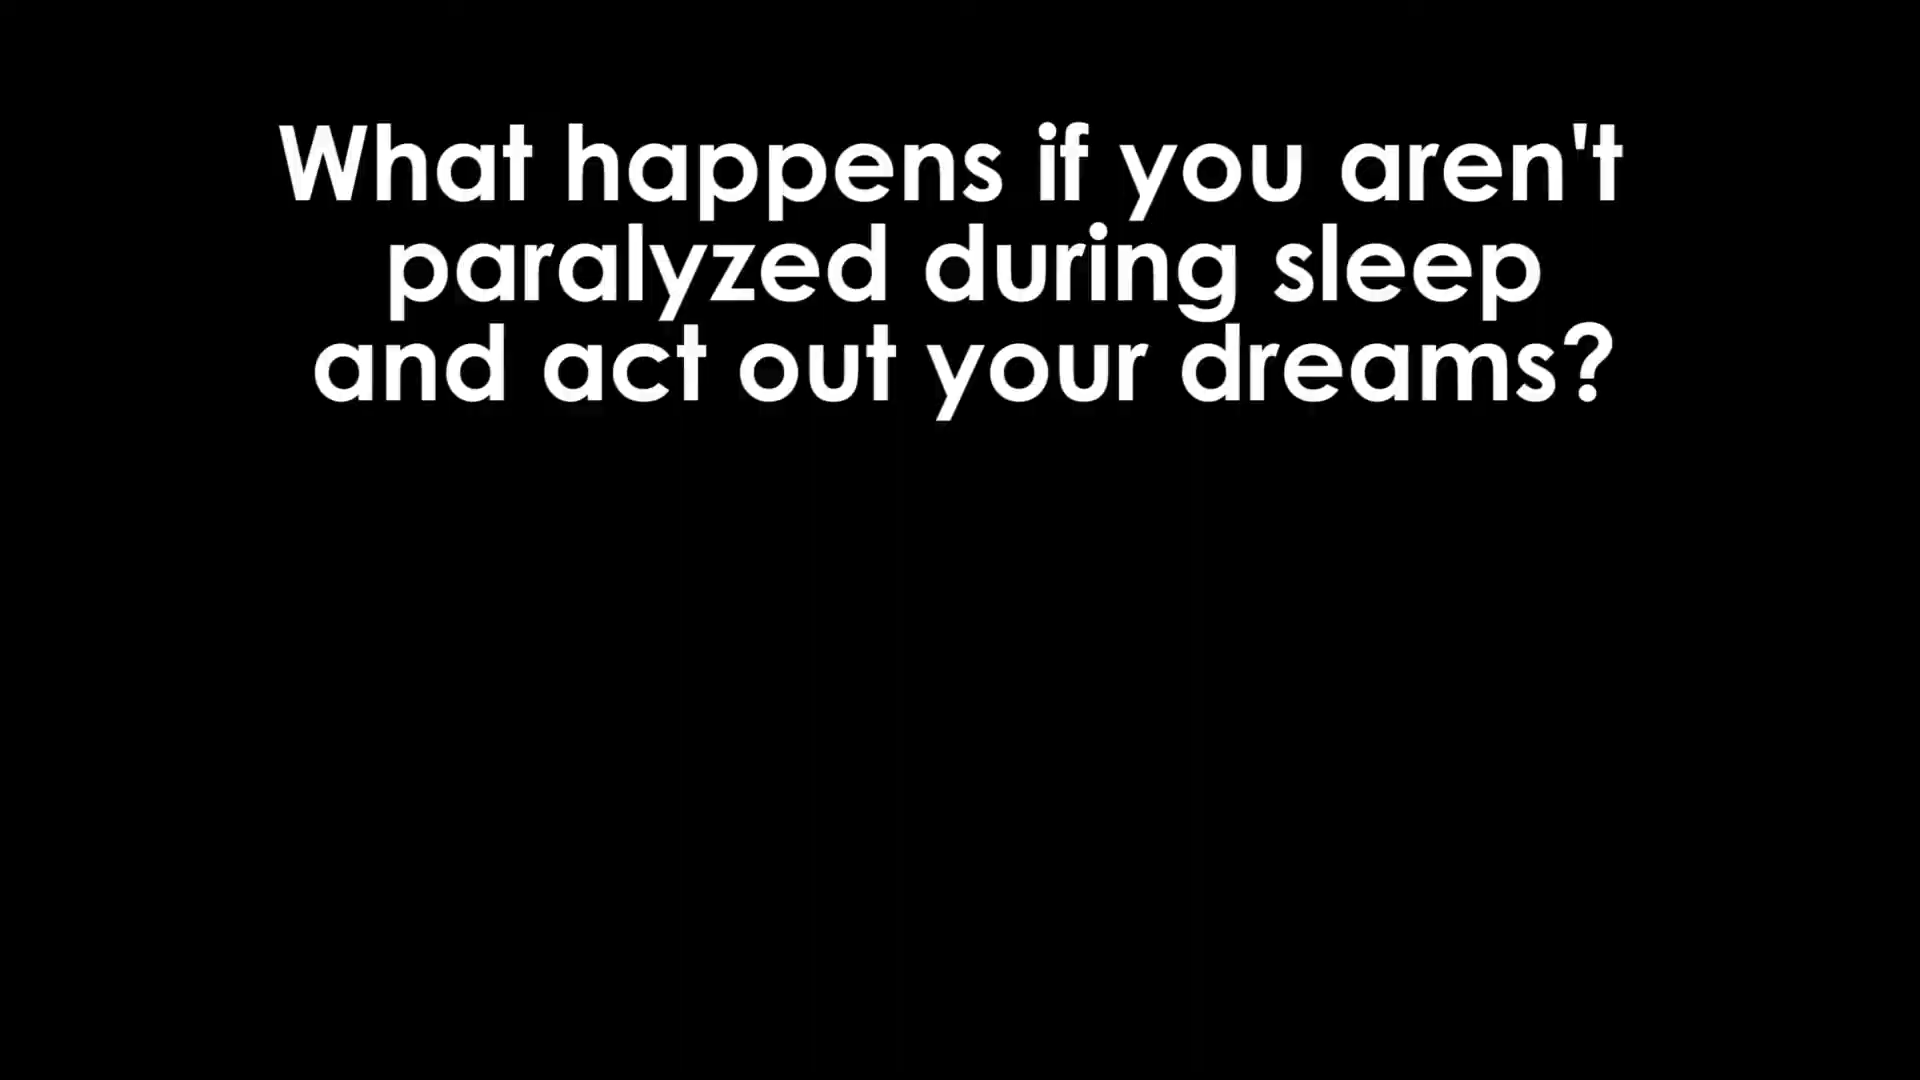 What happens if you aren't
paralyzed during sleep
and act out your dreams?